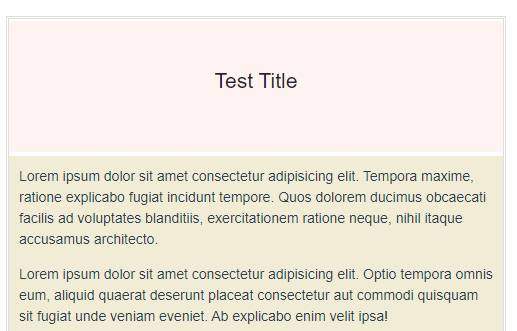 Test Title
Lorem ipsum dolor sit amet consectetur adipisicing elit. Tempora maxime,
ratione explicabo fugiat incidunt tempore. Quos dolorem ducimus obcaecati
facilis ad voluptates blanditiis, exercitationem ratione neque, nihil itaque
accusamus architecto.
Lorem ipsum dolor sit amet consectetur adipisicing elit. Optio tempora omnis
eum, aliquid quaerat deserunt placeat consectetur aut commodi quisquam
sit fugiat unde veniam eveniet. Ab explicabo enim velit ipsa!